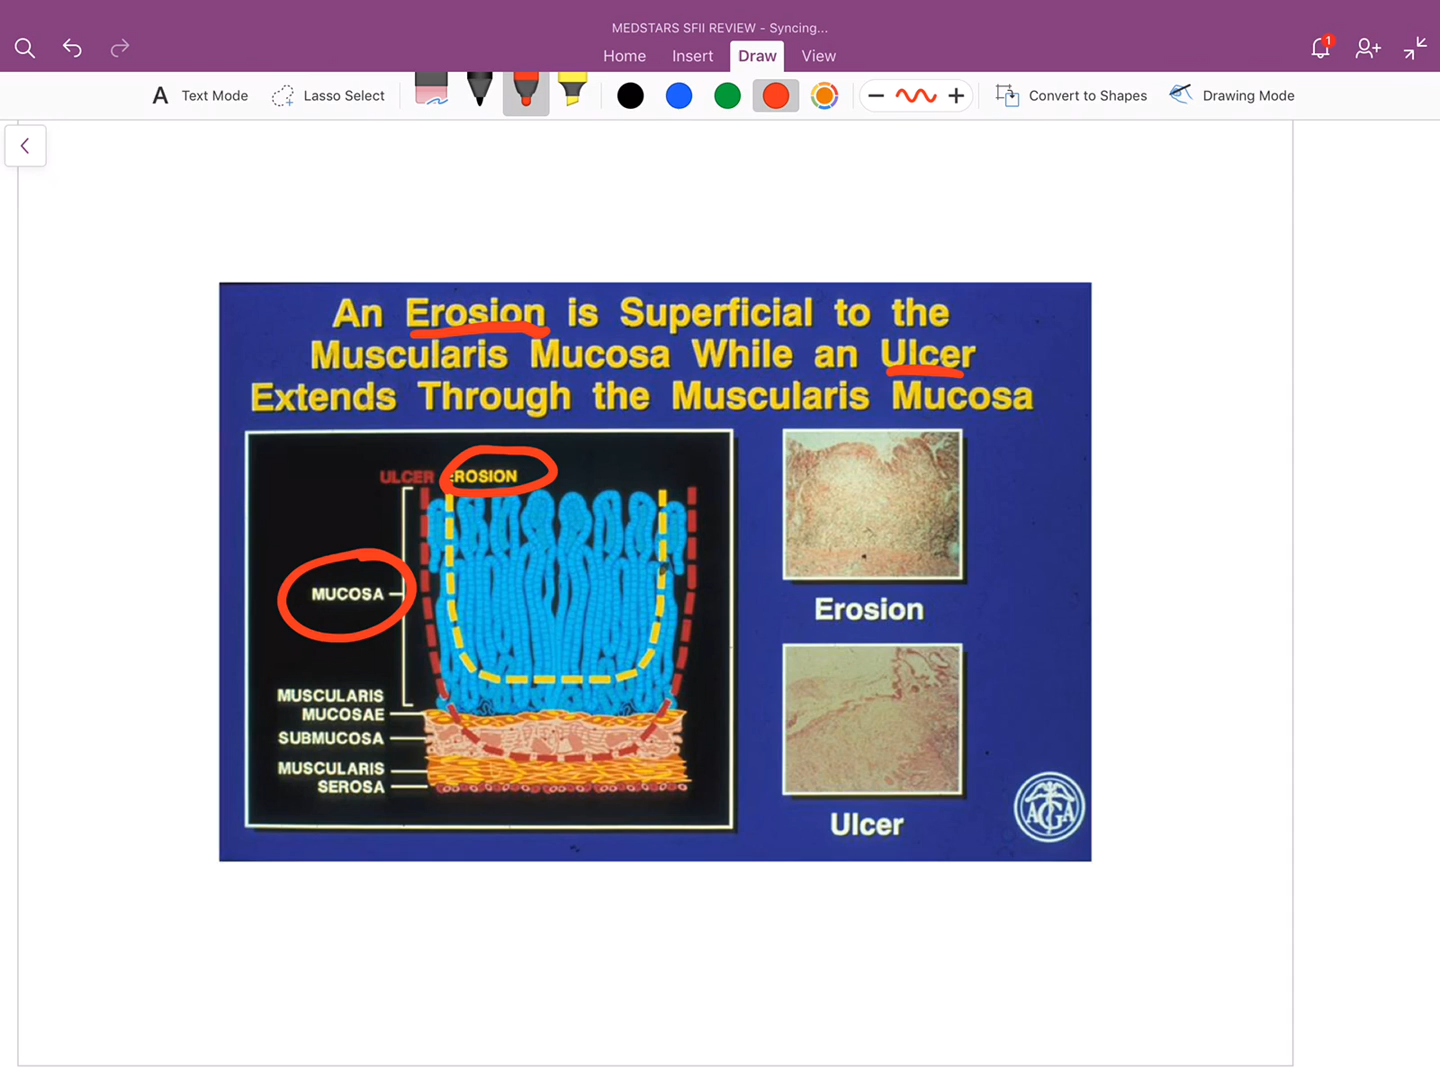 MEDSTARS SFII REVIEW - Syncing...
Home Insert Draw View
1
A Text Mode Lasso Select Convert to Shapes Drawing Mode
An Erosion is Superficial to the
Muscularis Mucosa While an Ulcer
Extends Through the Muscularis Mucosa
ULCER EROSION
MUCOSA
MUSCULARIS
MUCOSAE
SUBMUCOSA
MUSCULARIS
SEROSA
Erosion
Ulcer
AGA